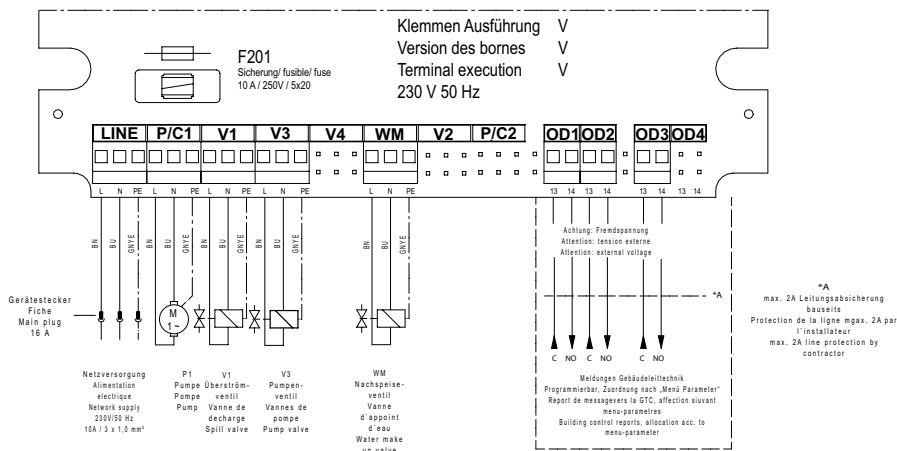 Klemmen Ausführung V
Version des bornes V
Terminal execution V
230 V 50 Hz
F201
Sicherung/ fusible/ fuse
10 A / 250V / 5x20
LINE P/C1 V1 V3 V4 WM V2 P/C2 OD1 OD2 OD3 OD4
L N PE L N PE L N PE L N PE L N PE 13 14 13 14 13 14 13 14
BN BU GNYE BN BU GNYE BN BU GNYE BN BU GNYE BN BU GNYE
Achtung: Fremdspannung
Attention: tension externe
Attention: external voltage
*A
Gerätestecker
Fiche
Main plug
16 A
M
1 ~
C NO C NO C NO
*A
max. 2A Leitungsabsicherung
bauseits
Protection de la ligne mgax. 2A par
l´installateur
max. 2A line protection by
contractor
Netzversorgung
Alimentation
electrique
Network supply
230V/50 Hz
10A / 3 x 1,0 mm²
P1
Pumpe
Pompe
Pump
V1
Überström-
ventil
Vanne de
decharge
Spill valve
V3
Pumpen-
ventil
Vannes de
pompe
Pump valve
WM
Nachspeise-
ventil
Vanne
d´appoint
d´eau
Water make
up valve
Meldungen Gebäudeleittechnik
Programmierbar, Zuordnung nach „Menü Parameter"
Report de messagevers la GTC, affection siuvant
menu-parametres
Building control reports, allocation acc. to
menu-parameter